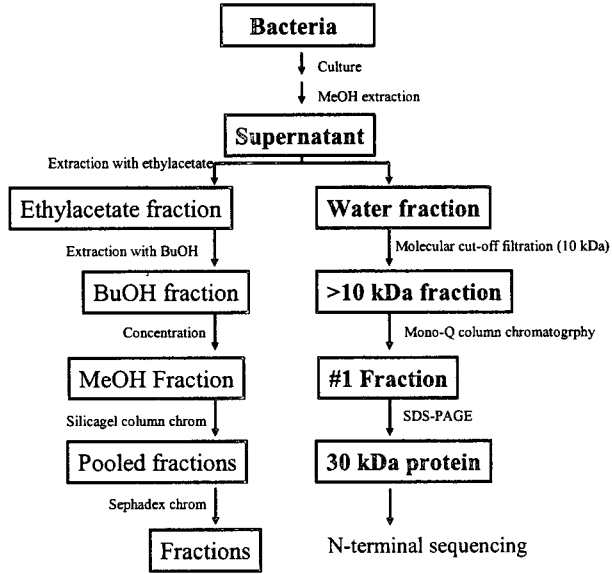 Bacteria
Culture
MeOH extraction
Supernatant
Extraction with ethylacetate
Ethylacetate fraction
Water fraction
Extraction with BuOH
Molecular cut-off filtration (10 kDa)
BuOH fraction
>10 kDa fraction
Concentration
Mono-Q column chromatogrphy
MeOH Fraction
#1 Fraction
Silicagel column chrom
SDS-PAGE
Pooled fractions
30 kDa protein
Sephadex chrom
Fractions
N-terminal sequencing